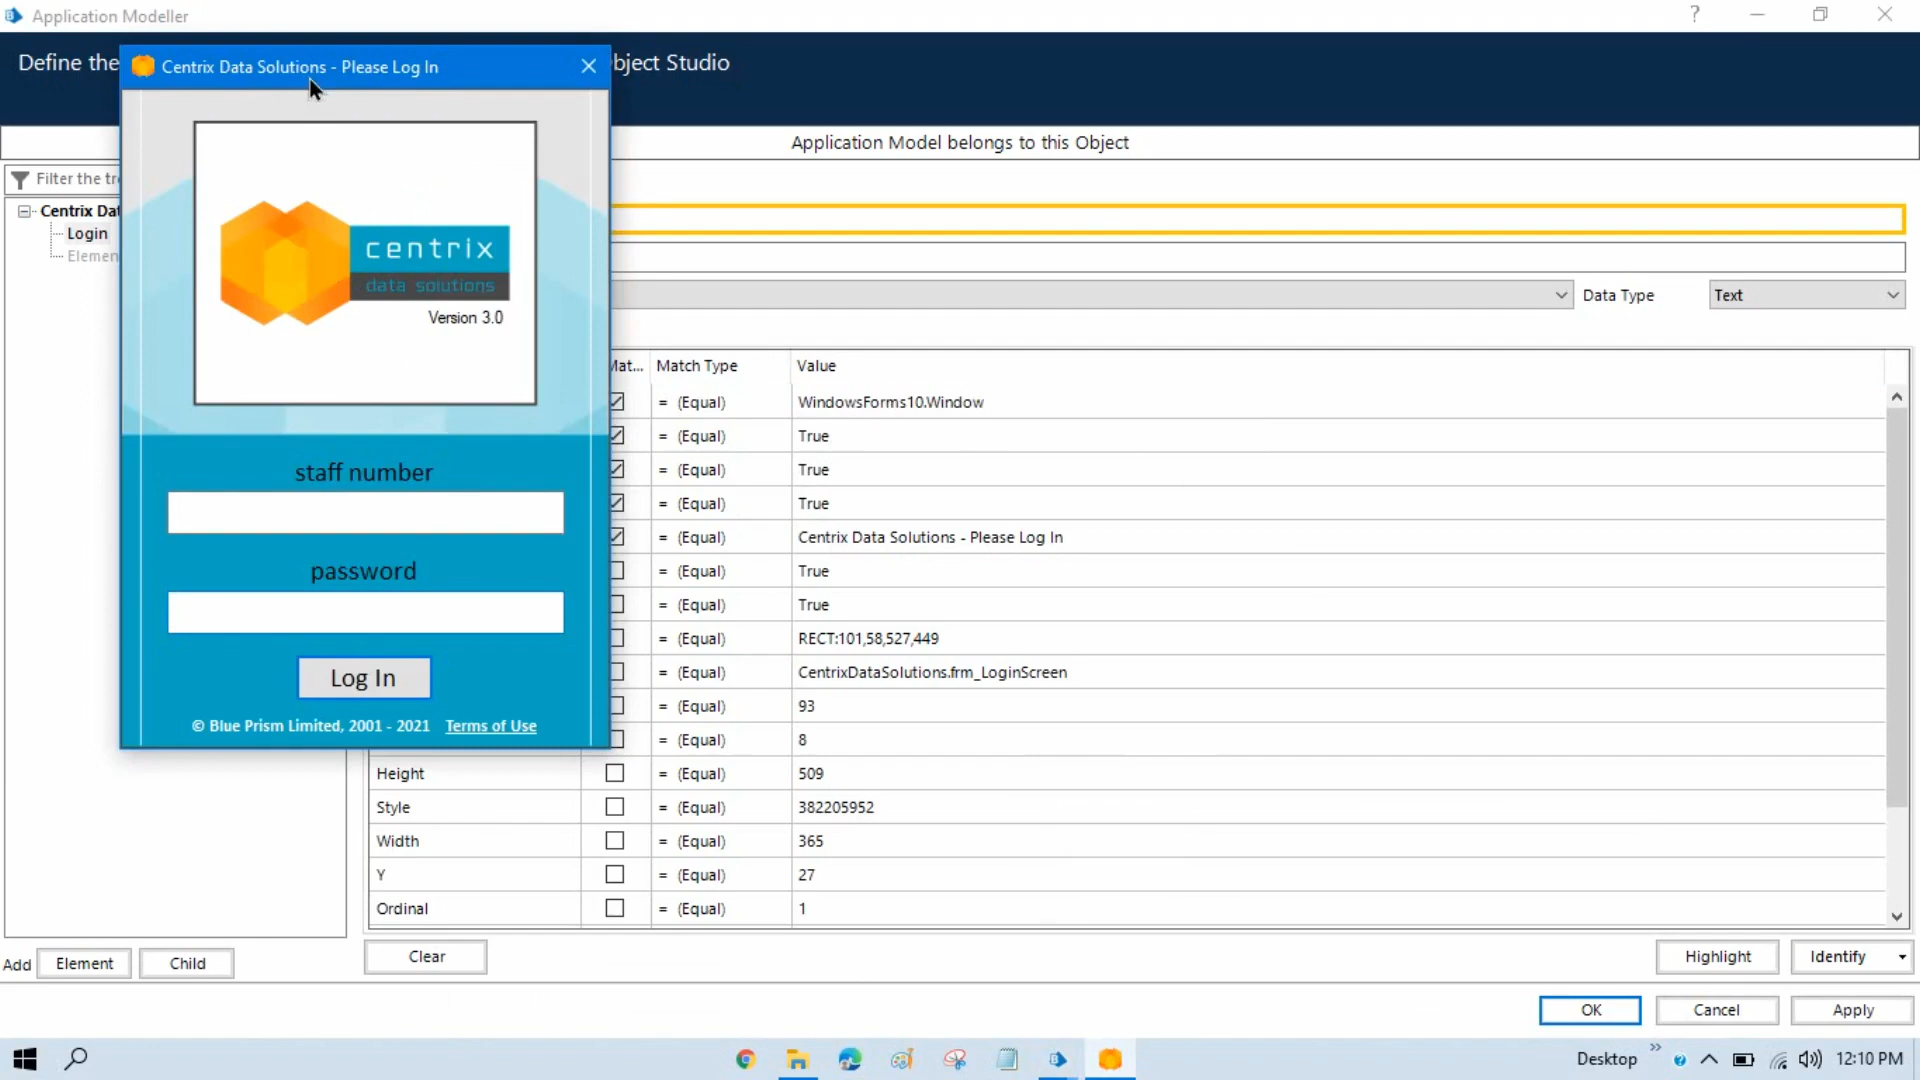 Application Modeller
?
Define the
bject Studio
Centrix Data Solutions - Please Log In
Application Model belongs to this Object
Filter the tr
Centrix Dat
Login
Elemen
centrix
data solutions
Version 3.0
Data Type
Text
staff number
password
Log In
© Blue Prism Limited, 2001 - 2021 Terms of Use
Mat... Match Type Value
= (Equal) WindowsForms10.Window
= (Equal) True
= (Equal) True
= (Equal) True
= (Equal) Centrix Data Solutions - Please Log In
= (Equal) True
= (Equal) True
= (Equal) RECT:101,58,527,449
= (Equal) CentrixDataSolutions.frm_LoginScreen
= (Equal) 93
= (Equal) 8
Height = (Equal) 509
Style = (Equal) 382205952
Width = (Equal) 365
Y = (Equal) 27
Ordinal = (Equal) 1
Add Element Child
Clear
Highlight Identify
OK Cancel Apply
Desktop 12:10 PM